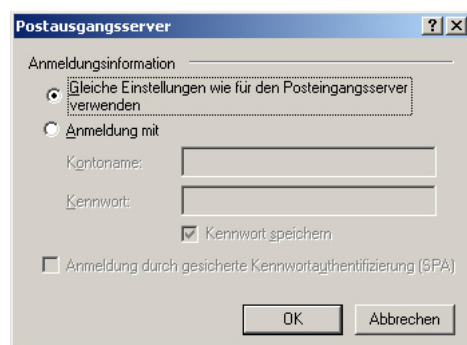 Postausgangsserver
Anmeldungsinformation
Gleiche Einstellungen wie für den Posteingangsserver
verwenden
Anmeldung mit
Kontoname:
Kennwort:
Kennwort speichern
Anmeldung durch gesicherte Kennwortauthentifizierung (SPA)
OK Abbrechen